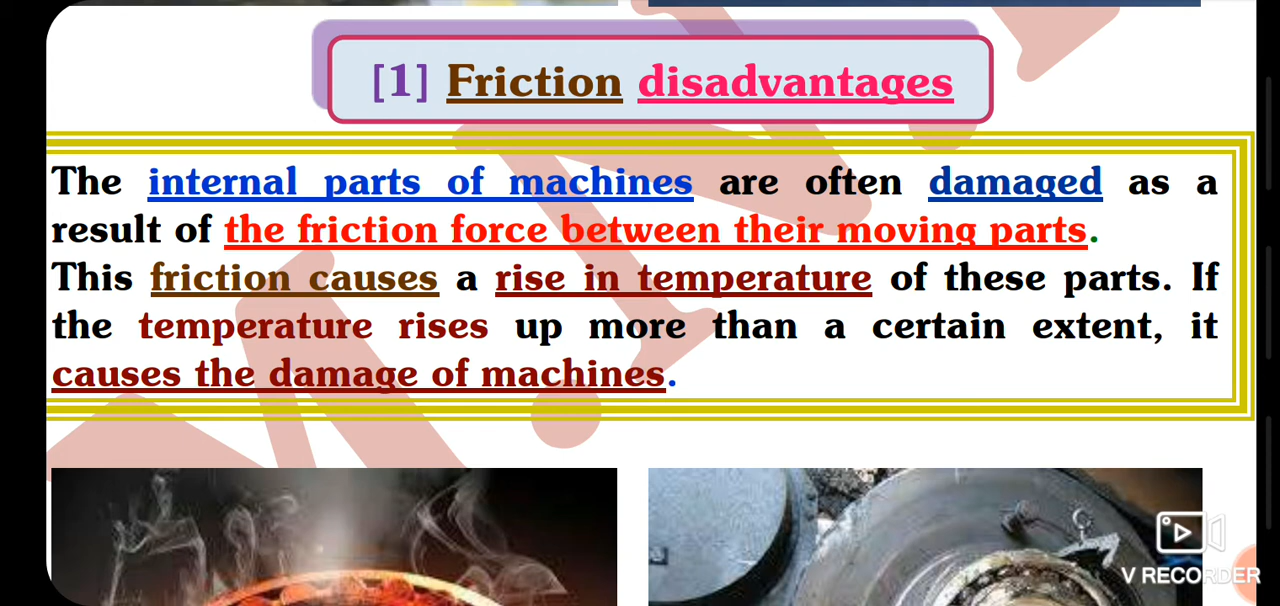 [1] Friction disadvantages
The internal parts of machines are often damaged as a
result of the friction force between their moving parts.
This friction causes a rise in temperature of these parts. If
the temperature rises up more than a certain extent, it
causes the damage of machines.
V RECORDER